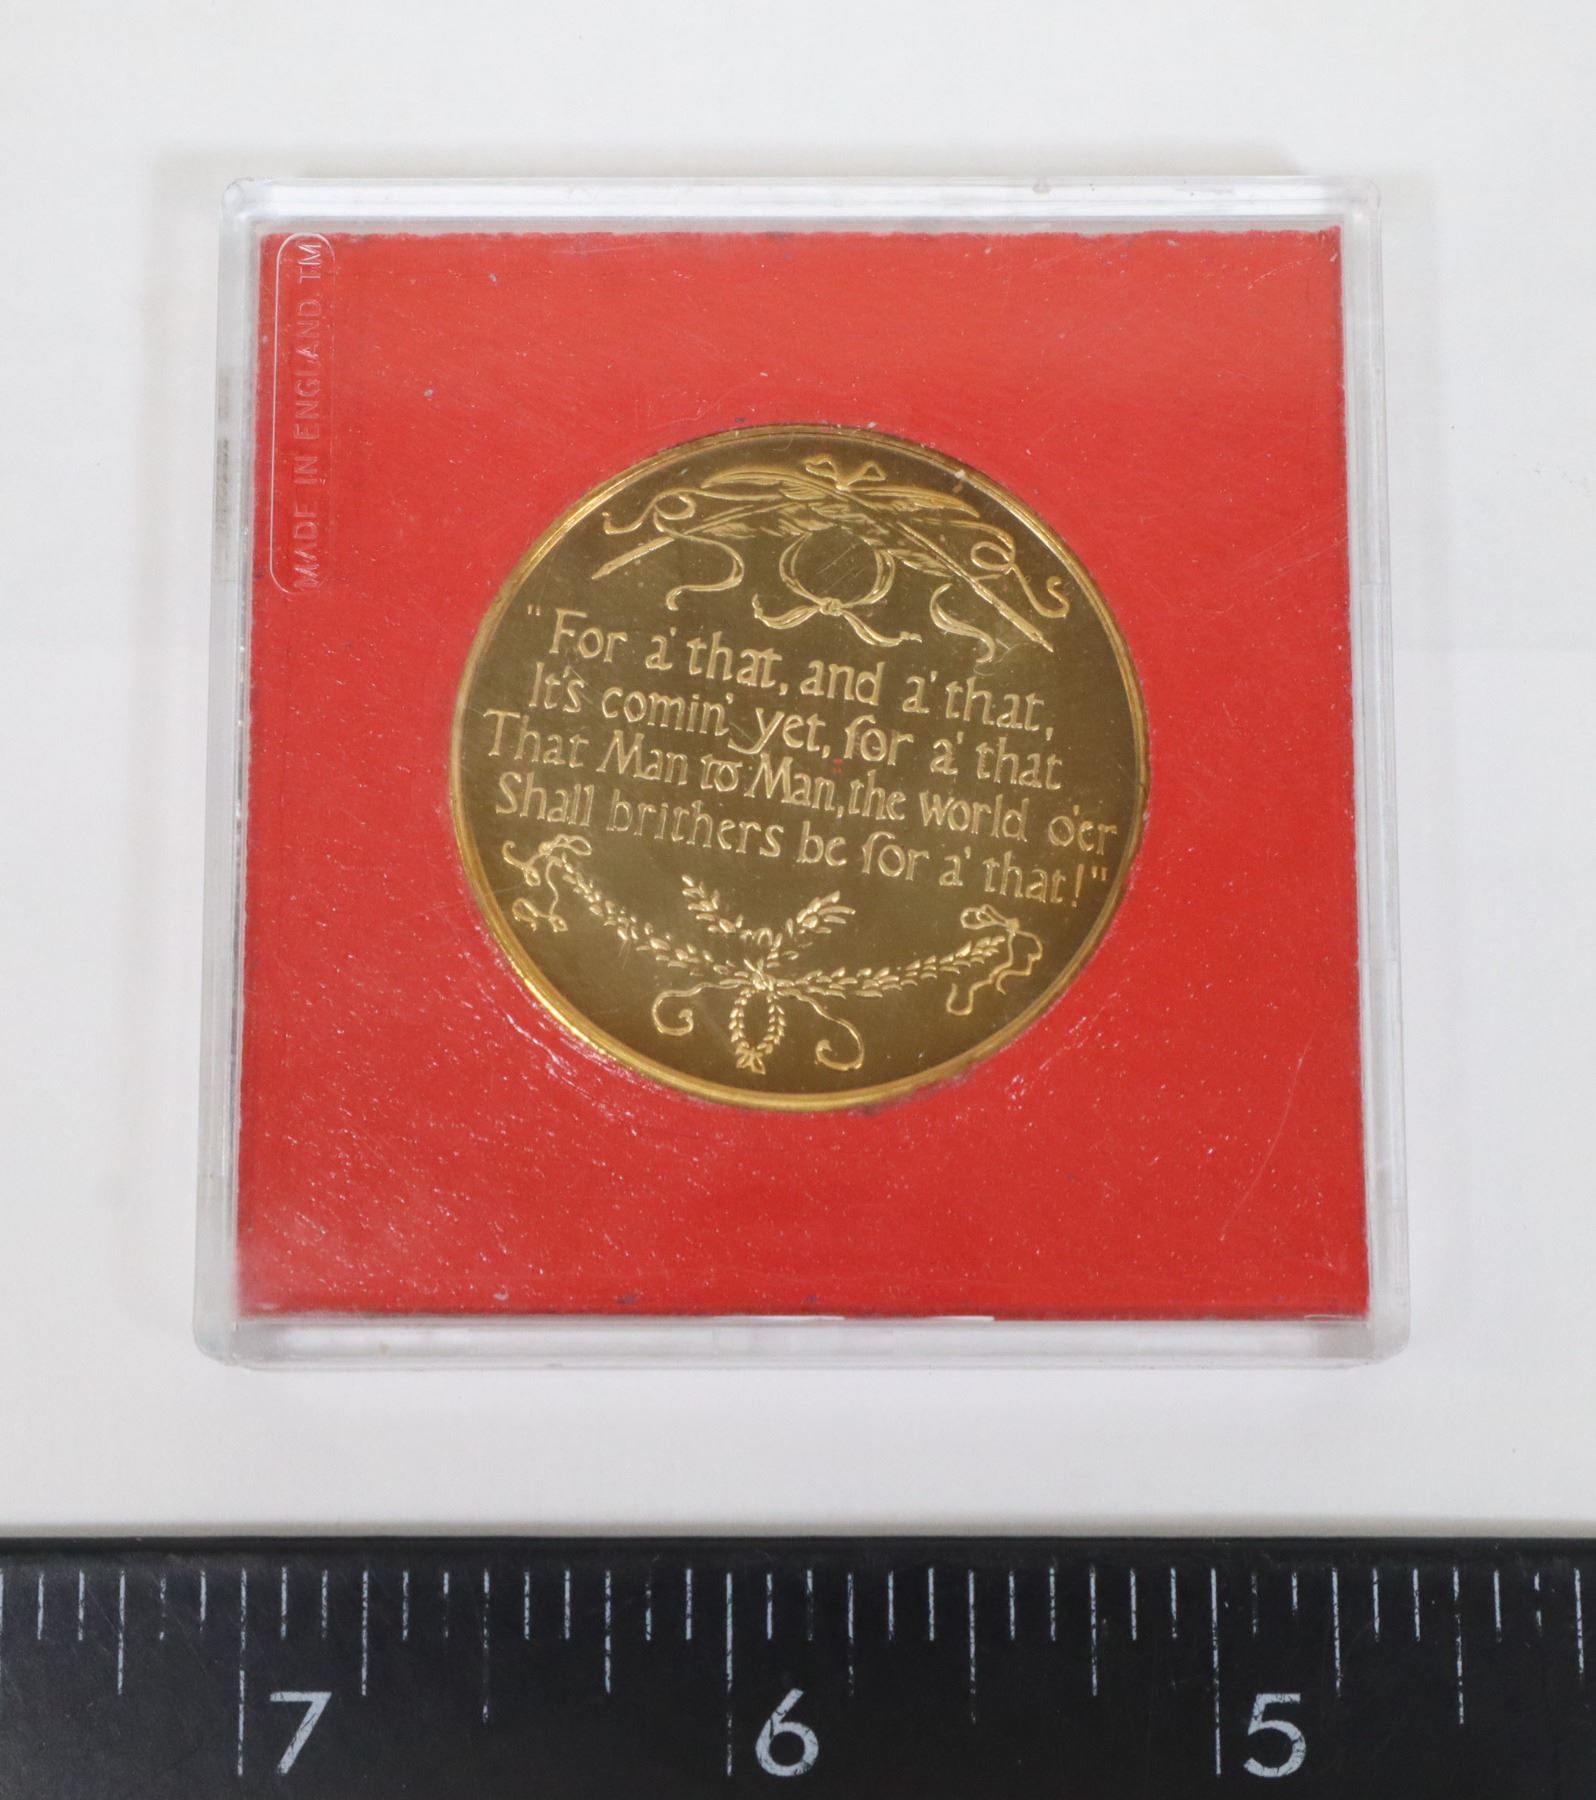 MADE IN ENGLAND TM
"For a' that, and a' that,
It's comin' yet, for a' that
That Man to Man, the world o'er
Shall brithers be for a' that!"
7 6 5